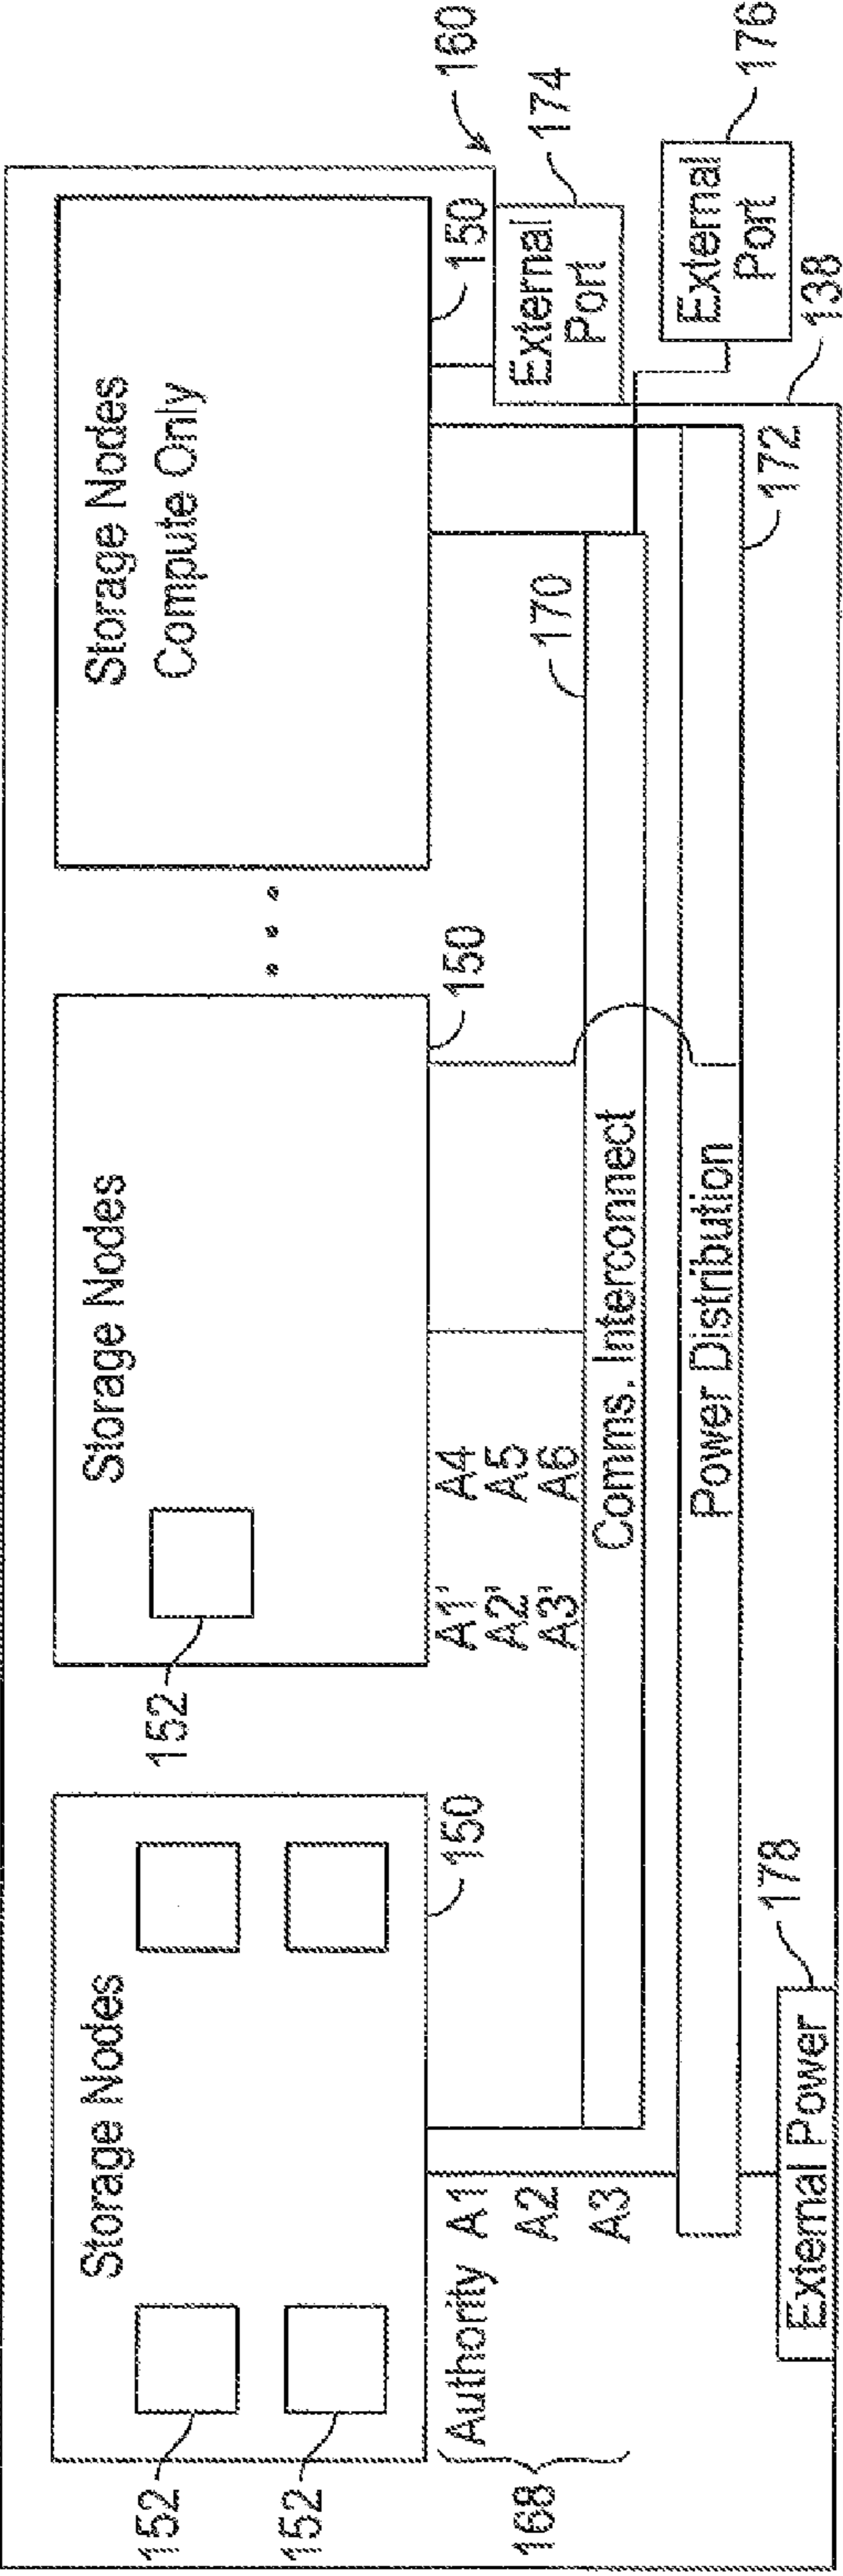 160
Storage Nodes
Storage Nodes
Storage Nodes
Compute Only
152
152
152
150
150
150
168
Authority A1
A2
A3
A1'
A2'
A3'
A4
A5
A6
170
External
Port
174
Comms. Interconnect
External
Port
176
Power Distribution
172
138
External Power
178